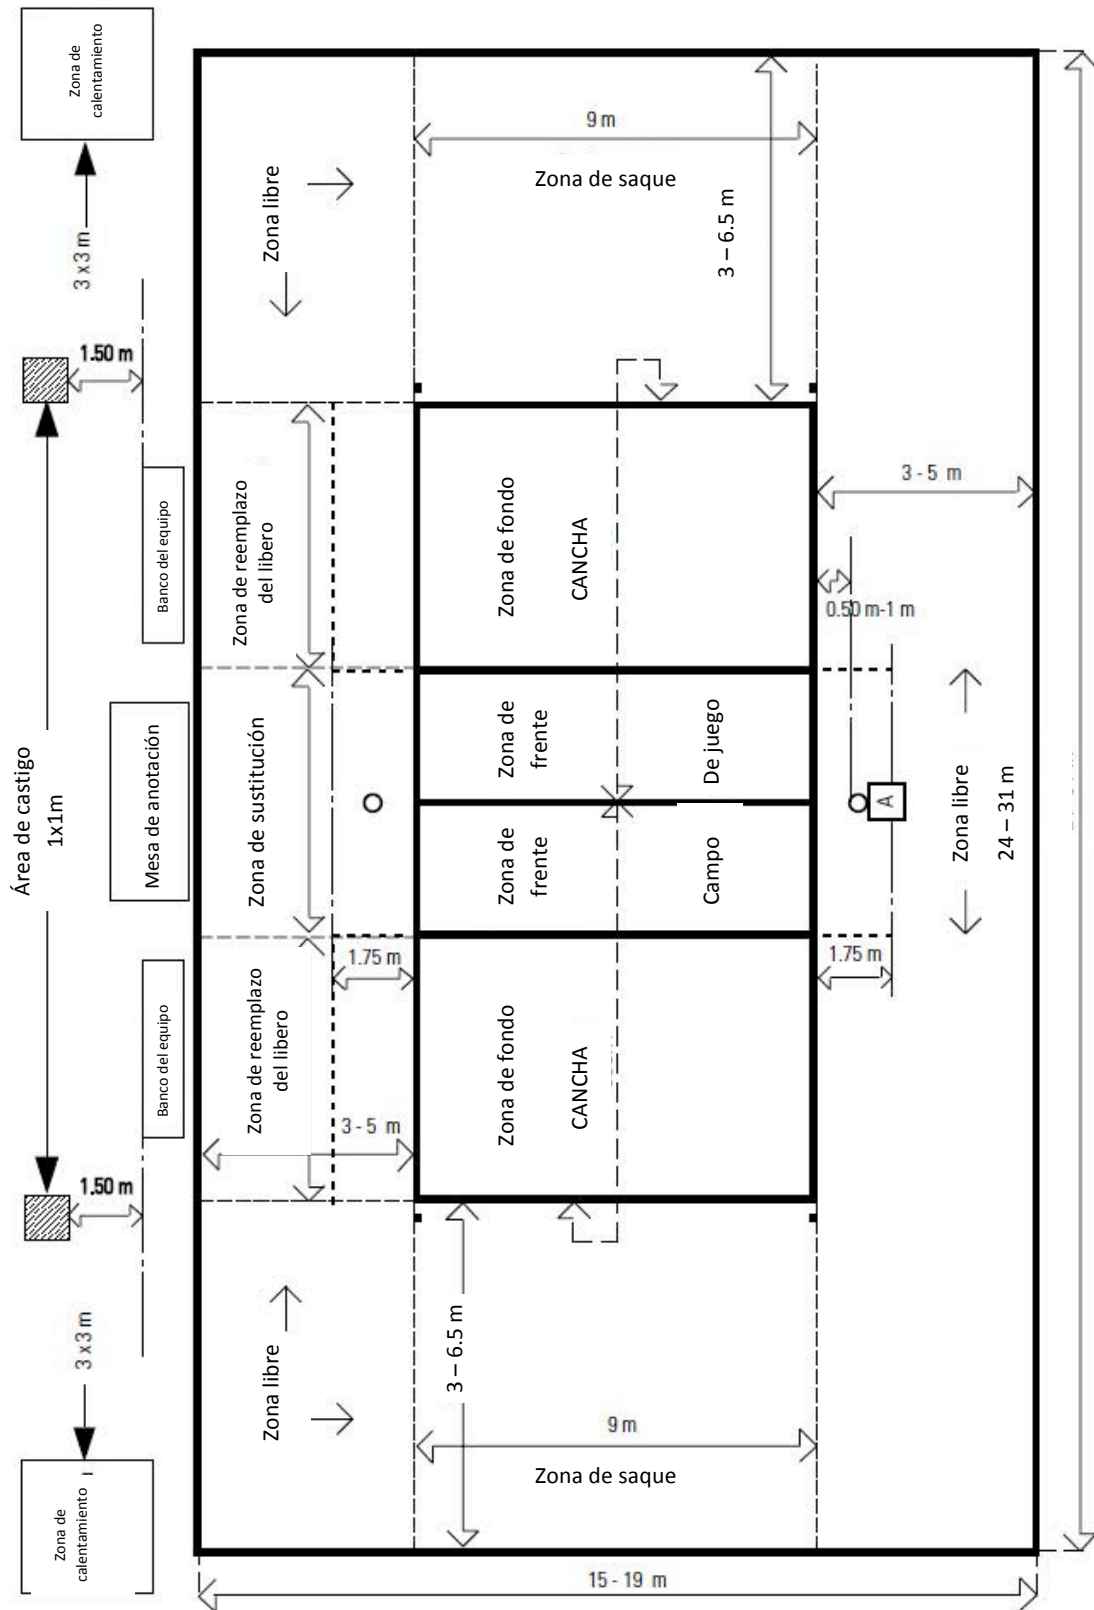 Zona de
calentamiento
3 x 3 m
1.50 m
Área de castigo
1x1m
1.50 m
3 x 3 m
Zona de
calentamiento
Banco del equipo
Mesa de anotación
Banco del equipo
Zona libre
9 m
Zona de saque
3 – 6.5 m
Zona de reemplazo
del libero
Zona de fondo
CANCHA
3 - 5 m
0.50 m-1 m
Zona de sustitución
Zona de
frente
De juego
Zona de
frente
Campo
A
Zona libre
24 – 31 m
1.75 m
1.75 m
Zona de reemplazo
del libero
Zona de fondo
CANCHA
3 - 5 m
Zona libre
3 – 6.5 m
9 m
Zona de saque
15 - 19 m